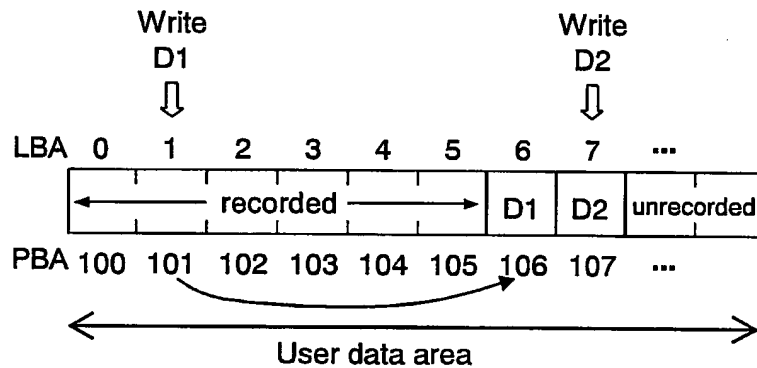 Write Write
D1 D2
LBA 0 1 2 3 4 5 6 7 ...
recorded D1 D2 unrecorded
PBA 100 101 102 103 104 105 106 107 ...
User data area